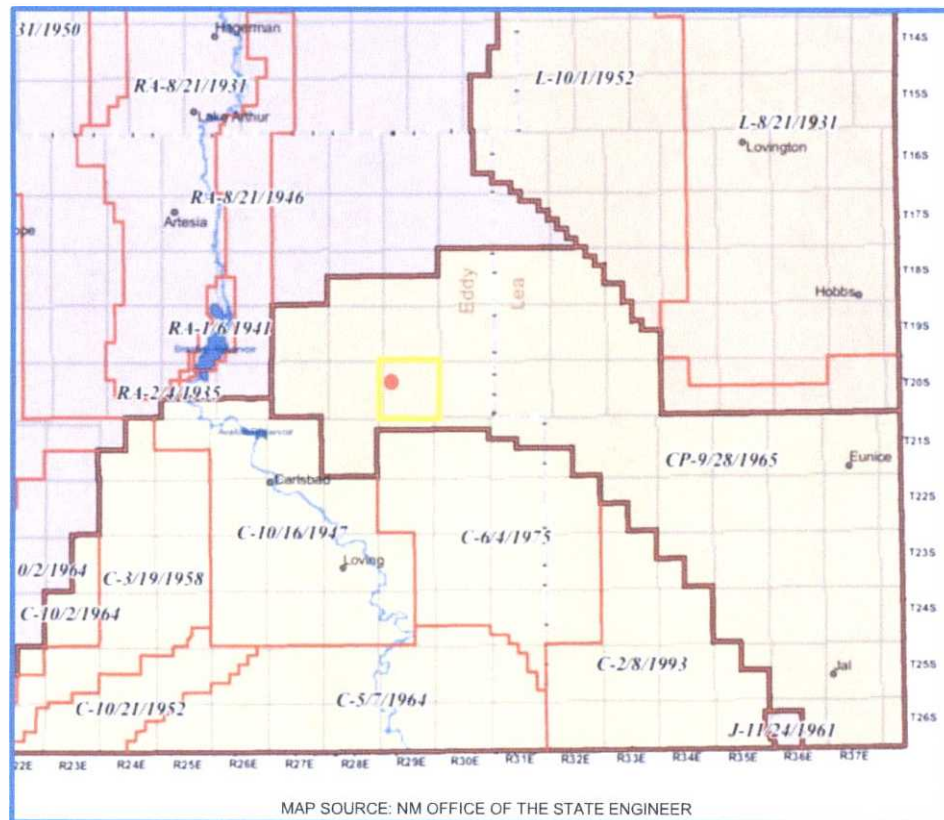 31/1950
Hagerman
T14S
RA-8/21/1931
L-10/1/1952
Lake Arthur
T15S
L-8/21/1931
Lovington
T16S
RA-8/21/1946
Artesia
T17S
ope
T18S
Eddy
Lea
Hobbs
RA-1/6/1941
T19S
Reservoir
RA-2/4/1935
T20S
T21S
CP-9/28/1965
Eunice
Carlsbad
T22S
C-10/16/1947
C-6/4/1975
T23S
0/2/1964
C-3/19/1958
Loving
C-10/2/1964
T24S
C-2/8/1993
Jal
T25S
C-10/21/1952
C-5/7/1964
J-11/24/1961
T26S
22E R23E R24E R25E R26E R27E R28E R29E R30E R31E R32E R33E R34E R35E R36E R37E
MAP SOURCE: NM OFFICE OF THE STATE ENGINEER